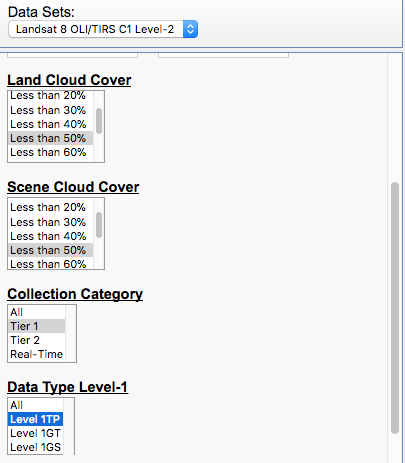 Data Sets:
Landsat 8 OLI/TIRS C1 Level-2
Land Cloud Cover
Less than 20%
Less than 30%
Less than 40%
Less than 50%
Less than 60%
Scene Cloud Cover
Less than 20%
Less than 30%
Less than 40%
Less than 50%
Less than 60%
Collection Category
All
Tier 1
Tier 2
Real-Time
Data Type Level-1
All
Level 1TP
Level 1GT
Level 1GS